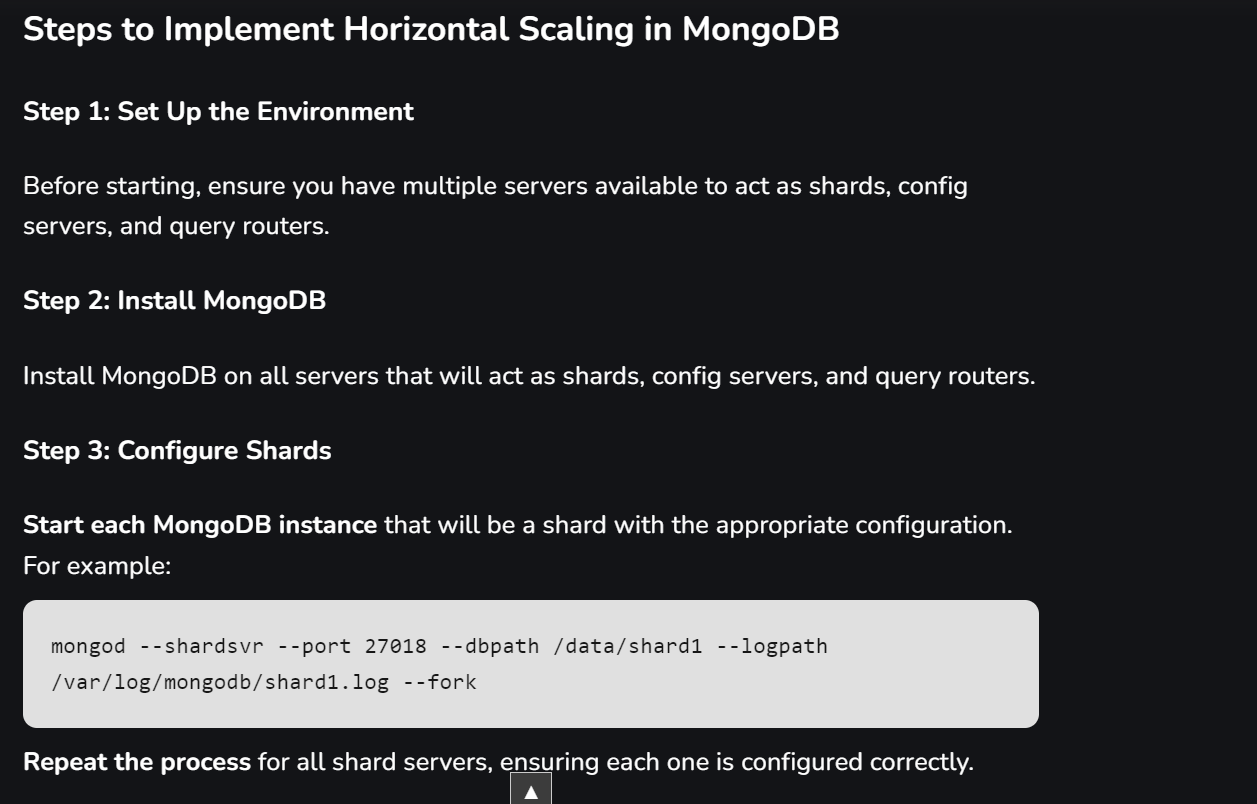 Steps to Implement Horizontal Scaling in MongoDB
Step 1: Set Up the Environment
Before starting, ensure you have multiple servers available to act as shards, config
servers, and query routers.
Step 2: Install MongoDB
Install MongoDB on all servers that will act as shards, config servers, and query routers.
Step 3: Configure Shards
Start each MongoDB instance that will be a shard with the appropriate configuration.
For example:
mongod --shardsvr --port 27018 --dbpath /data/shard1 --logpath
/var/log/mongodb/shard1.log --fork
Repeat the process for all shard servers, ensuring each one is configured correctly.